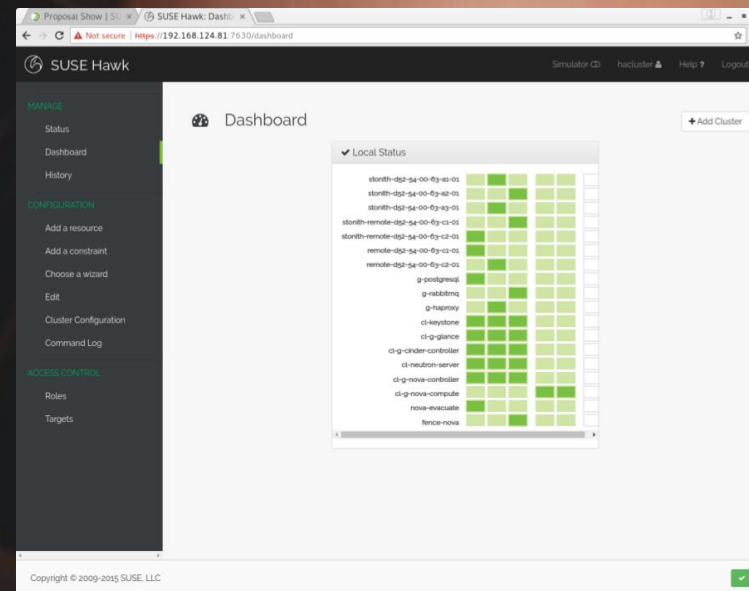 Proposal Show | SU
SUSE Hawk: Dashb
Not secure | https://192.168.124.81:7630/dashboard
SUSE Hawk
Simulator
hacluster
Help ?
Logout
MANAGE
Status
Dashboard
History
CONFIGURATION
Add a resource
Add a constraint
Choose a wizard
Edit
Cluster Configuration
Command Log
ACCESS CONTROL
Roles
Targets
Dashboard
+ Add Cluster
Local Status
stonith-d52-54-00-63-a1-01
stonith-d52-54-00-63-a2-01
stonith-d52-54-00-63-a3-01
stonith-remote-d52-54-00-63-c1-01
stonith-remote-d52-54-00-63-c2-01
remote-d52-54-00-63-c1-01
remote-d52-54-00-63-c2-01
g-postgresql
g-rabbitmq
g-haproxy
cl-keystone
cl-g-glance
cl-g-cinder-controller
cl-neutron-server
cl-g-nova-controller
cl-g-nova-compute
nova-evacuate
fence-nova
Copyright © 2009-2015 SUSE, LLC